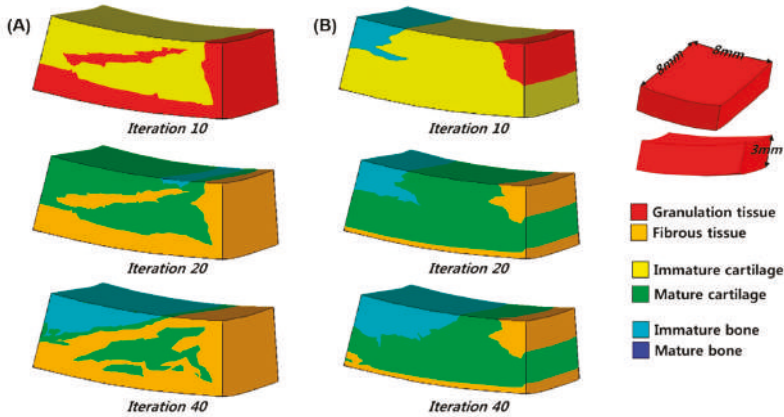 (A)
(B)
Iteration 10
Iteration 10
8mm
8mm
3mm
Iteration 20
Iteration 20
Granulation tissue
Fibrous tissue
Immature cartilage
Mature cartilage
Immature bone
Mature bone
Iteration 40
Iteration 40